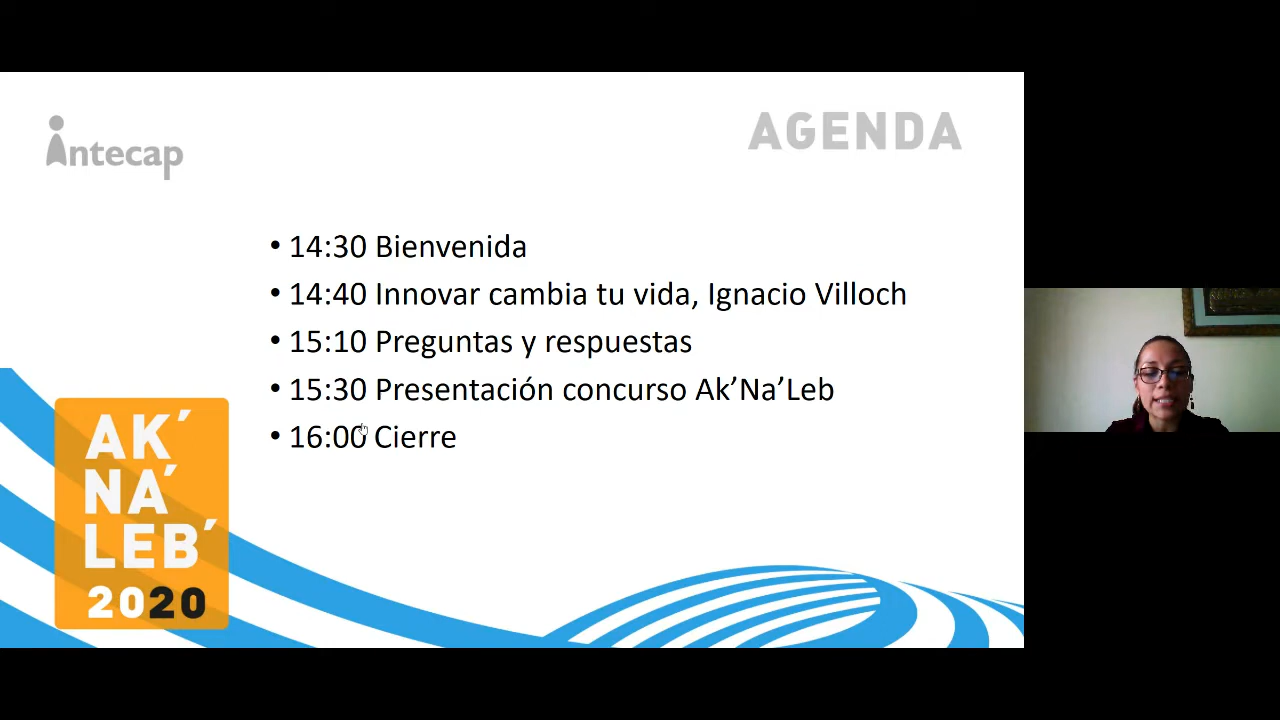 intecap
AGENDA
• 14:30 Bienvenida
• 14:40 Innovar cambia tu vida, Ignacio Villoch
• 15:10 Preguntas y respuestas
• 15:30 Presentación concurso Ak’Na’Leb
• 16:00 Cierre
AK´
NA´
LEB´
2020